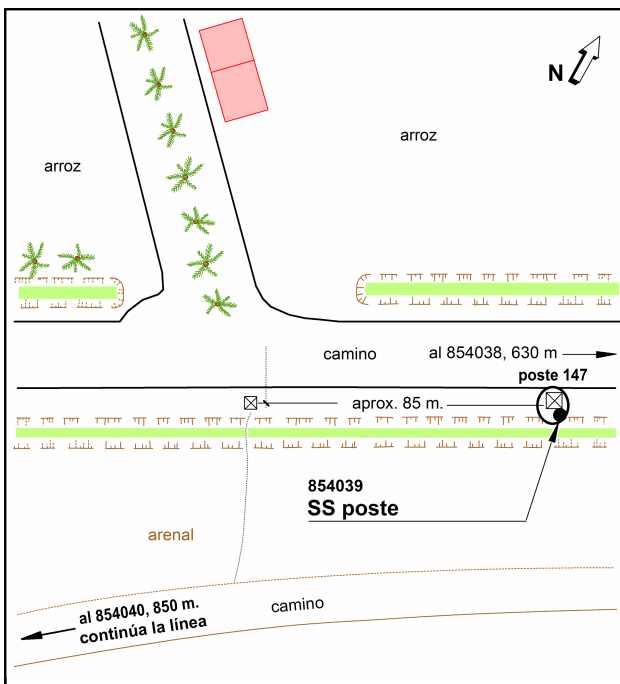 N
arroz
arroz
camino
al 854038, 630 m
poste 147
aprox. 85 m.
854039
SS poste
arenal
al 854040, 850 m.
continúa la línea
camino